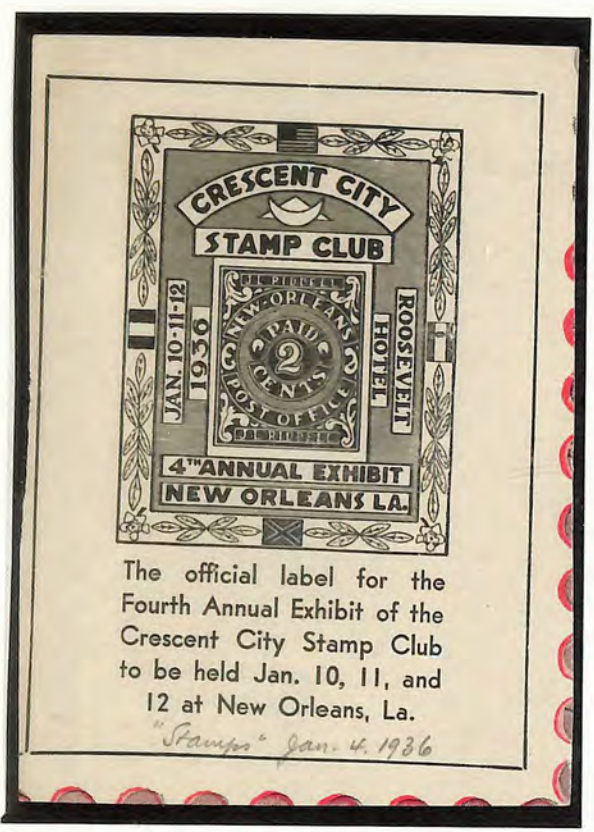 CRESCENT CITY
STAMP CLUB
JAN. 10-11-12
1936
J.L. RIDDELL
NEW-ORLEANS
PAID
2
CENTS
POST OFFICE
J.L RIDDELL
ROOSEVELT
HOTEL
4TH ANNUAL EXHIBIT
NEW ORLEANS LA.
The official label for the
Fourth Annual Exhibit of the
Crescent City Stamp Club
to be held Jan. 10, 11, and
12 at New Orleans, La.
"Stamps" Jan. 4. 1936